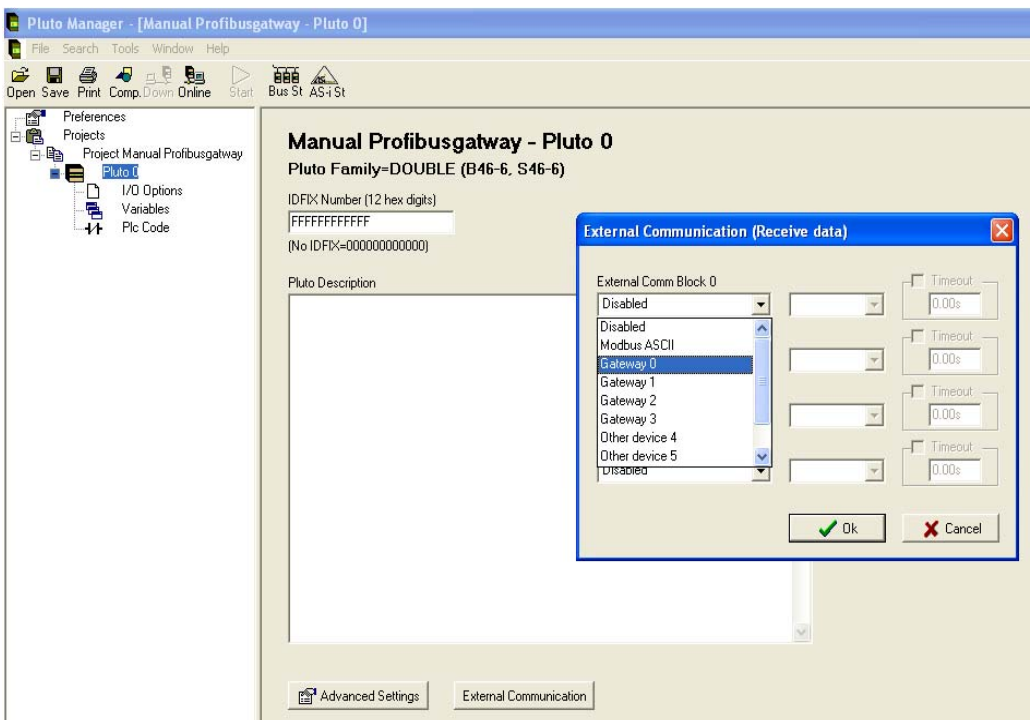 Pluto Manager - [Manual Profibusgatway - Pluto 0]
File Search Tools Window Help
Open Save Print Comp. Down Online Start Bus St AS-i St
Preferences
Projects
Project Manual Profibusgatway
Pluto 0
I/O Options
Variables
Plc Code
Manual Profibusgatway - Pluto 0
Pluto Family=DOUBLE (B46-6, S46-6)
IDFIX Number (12 hex digits)
FFFFFFFFFFFF
(No IDFIX=000000000000)
Pluto Description
Advanced Settings
External Communication
External Communication (Receive data)
External Comm Block 0
Timeout
Disabled
0.00s
Disabled
Modbus ASCII
Gateway 0
Gateway 1
Gateway 2
Gateway 3
Other device 4
Other device 5
Timeout
0.00s
Timeout
0.00s
Timeout
Disabled
0.00s
Ok
Cancel